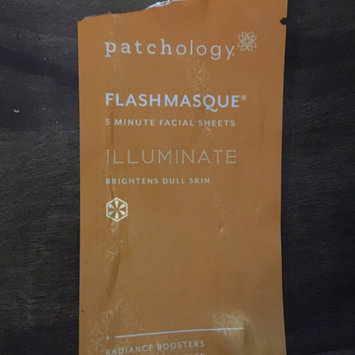 patchology
FLASHMASQUE®
5 MINUTE FACIAL SHEETS
ILLUMINATE
BRIGHTENS DULL SKIN
+
RADIANCE BOOSTERS